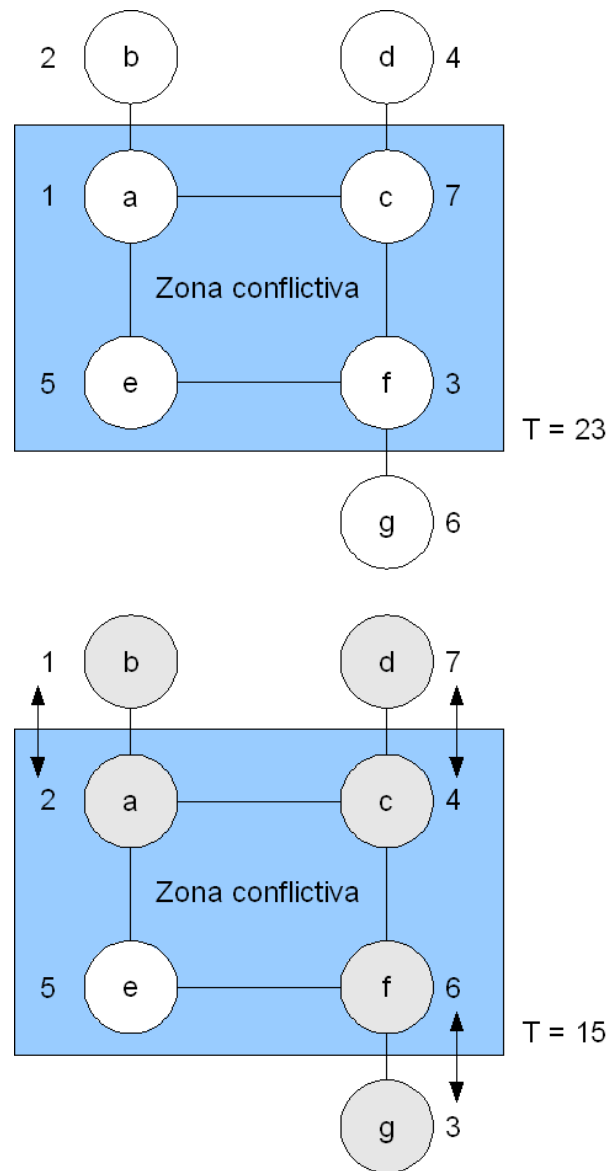 2 b d 4
1 a c 7
Zona conflictiva
5 e f 3
T = 23
g 6
1 b d 7
2 a c 4
Zona conflictiva
5 e f 6
T = 15
g 3